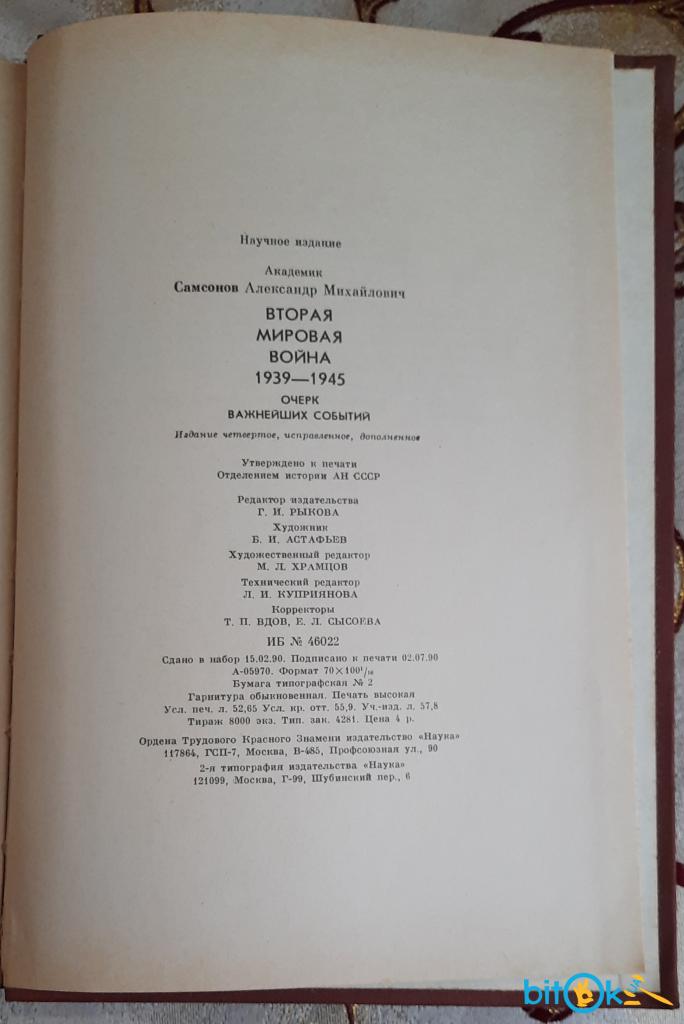 Научное издание
Академик
Самсонов Александр Михайлович
ВТОРАЯ
МИРОВАЯ
ВОЙНА
1939—1945
ОЧЕРК
ВАЖНЕЙШИХ СОБЫТИЙ
Издание четвертое, исправленное, дополненное
Утверждено к печати
Отделением истории АН СССР
Редактор издательства
Г. И. РЫКОВА
Художник
Б. И. АСТАФЬЕВ
Художественный редактор
М. Л. ХРАМЦОВ
Технический редактор
Л. И. КУПРИЯНОВА
Корректоры
Т. П. ВДОВ, Е. Л. СЫСОЕВА
ИБ № 46022
Сдано в набор 15.02.90. Подписано к печати 02.07.90
А-05970. Формат 70×100¹/₁₆
Бумага типографская № 2
Гарнитура обыкновенная. Печать высокая
Усл. печ. л. 52,65 Усл. кр. отт. 55,9. Уч.-изд. л. 57,8
Тираж 8000 экз. Тип. зак. 4281. Цена 4 р.
Ордена Трудового Красного Знамени издательство «Наука»
117864, ГСП-7, Москва, В-485, Профсоюзная ул., 90
2-я типография издательства «Наука»
121099, Москва, Г-99, Шубинский пер., 6
bitOk